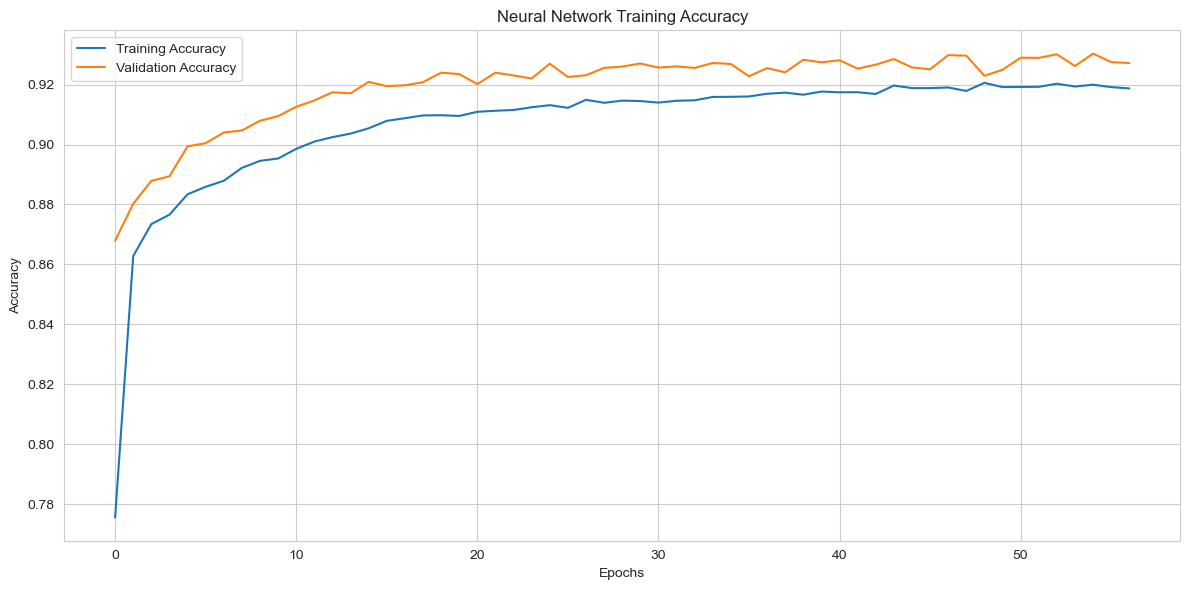 Neural Network Training Accuracy
Training Accuracy
Validation Accuracy
Accuracy
0.92
0.90
0.88
0.86
0.84
0.82
0.80
0.78
0 10 20 30 40 50
Epochs